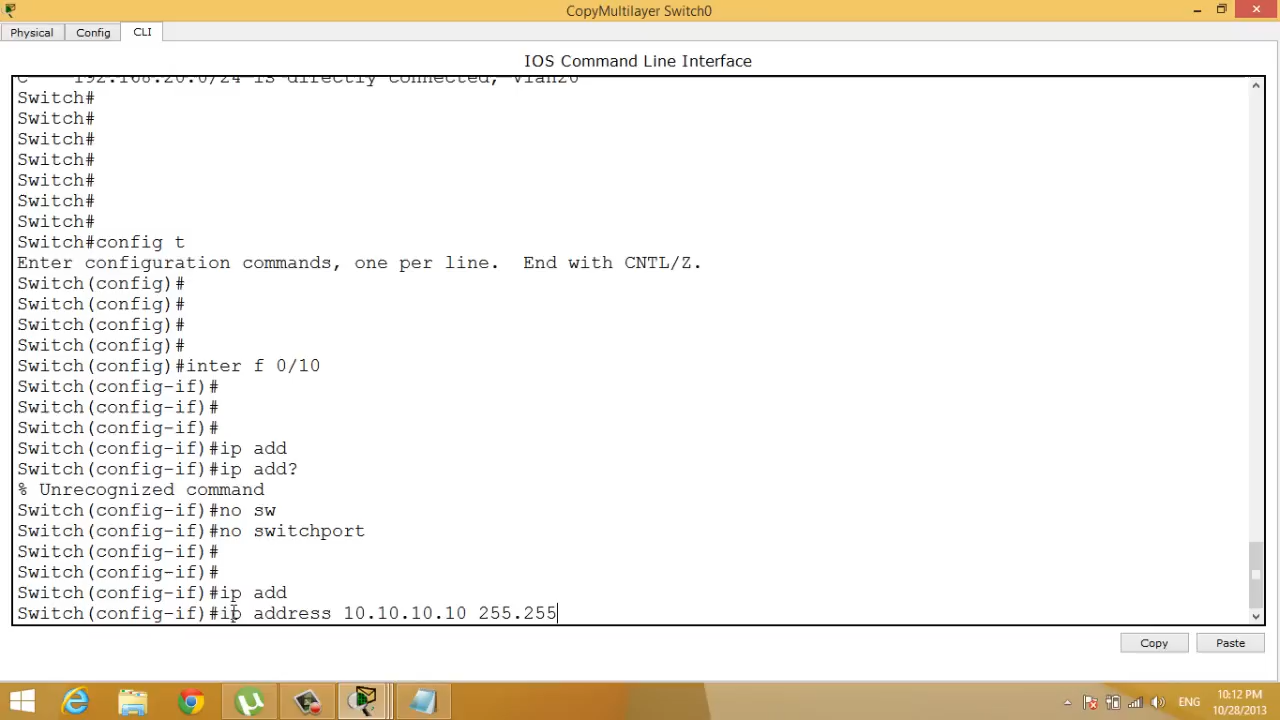 CopyMultilayer Switch0
Physical Config CLI
IOS Command Line Interface
C 192.168.20.0/24 is directly connected, Vlan20
Switch#
Switch#
Switch#
Switch#
Switch#
Switch#
Switch#
Switch#config t
Enter configuration commands, one per line. End with CNTL/Z.
Switch(config)#
Switch(config)#
Switch(config)#
Switch(config)#
Switch(config)#inter f 0/10
Switch(config-if)#
Switch(config-if)#
Switch(config-if)#
Switch(config-if)#ip add
Switch(config-if)#ip add?
% Unrecognized command
Switch(config-if)#no sw
Switch(config-if)#no switchport
Switch(config-if)#
Switch(config-if)#
Switch(config-if)#ip add
Switch(config-if)#ip address 10.10.10.10 255.255
Copy Paste
ENG
10:12 PM
10/28/2013